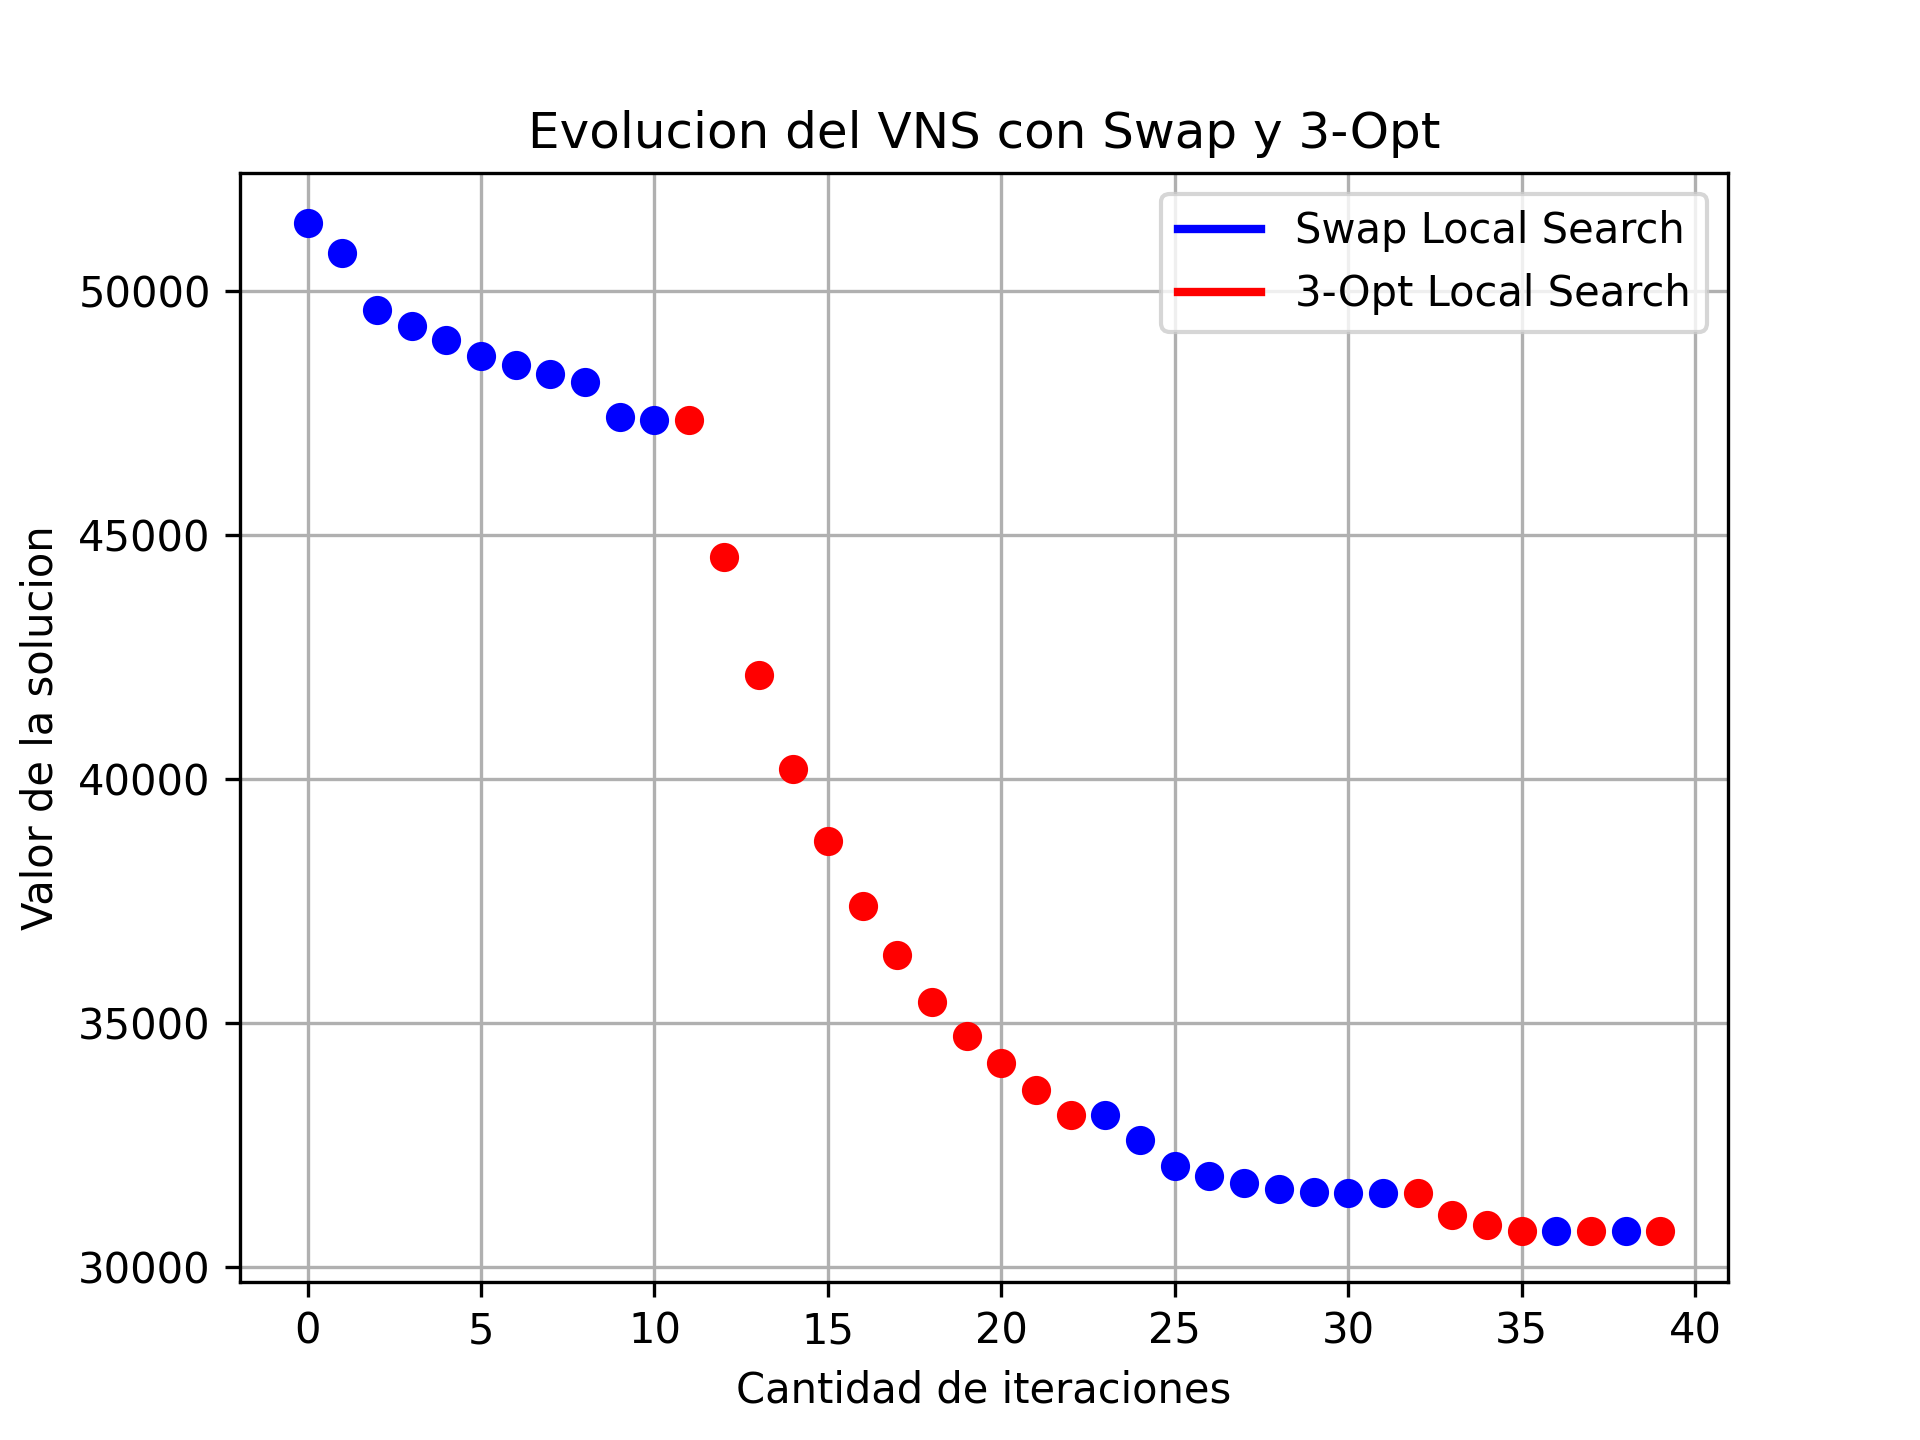 Evolucion del VNS con Swap y 3-Opt
Swap Local Search
3-Opt Local Search
50000
45000
40000
35000
30000
Valor de la solucion
0 5 10 15 20 25 30 35 40
Cantidad de iteraciones